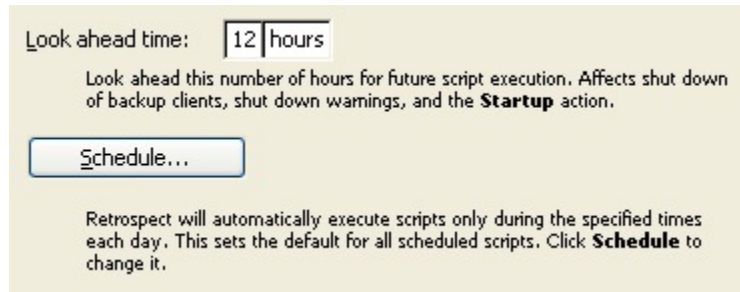 Look ahead time: 12 hours
Look ahead this number of hours for future script execution. Affects shut down
of backup clients, shut down warnings, and the Startup action.
Schedule...
Retrospect will automatically execute scripts only during the specified times
each day. This sets the default for all scheduled scripts. Click Schedule to
change it.